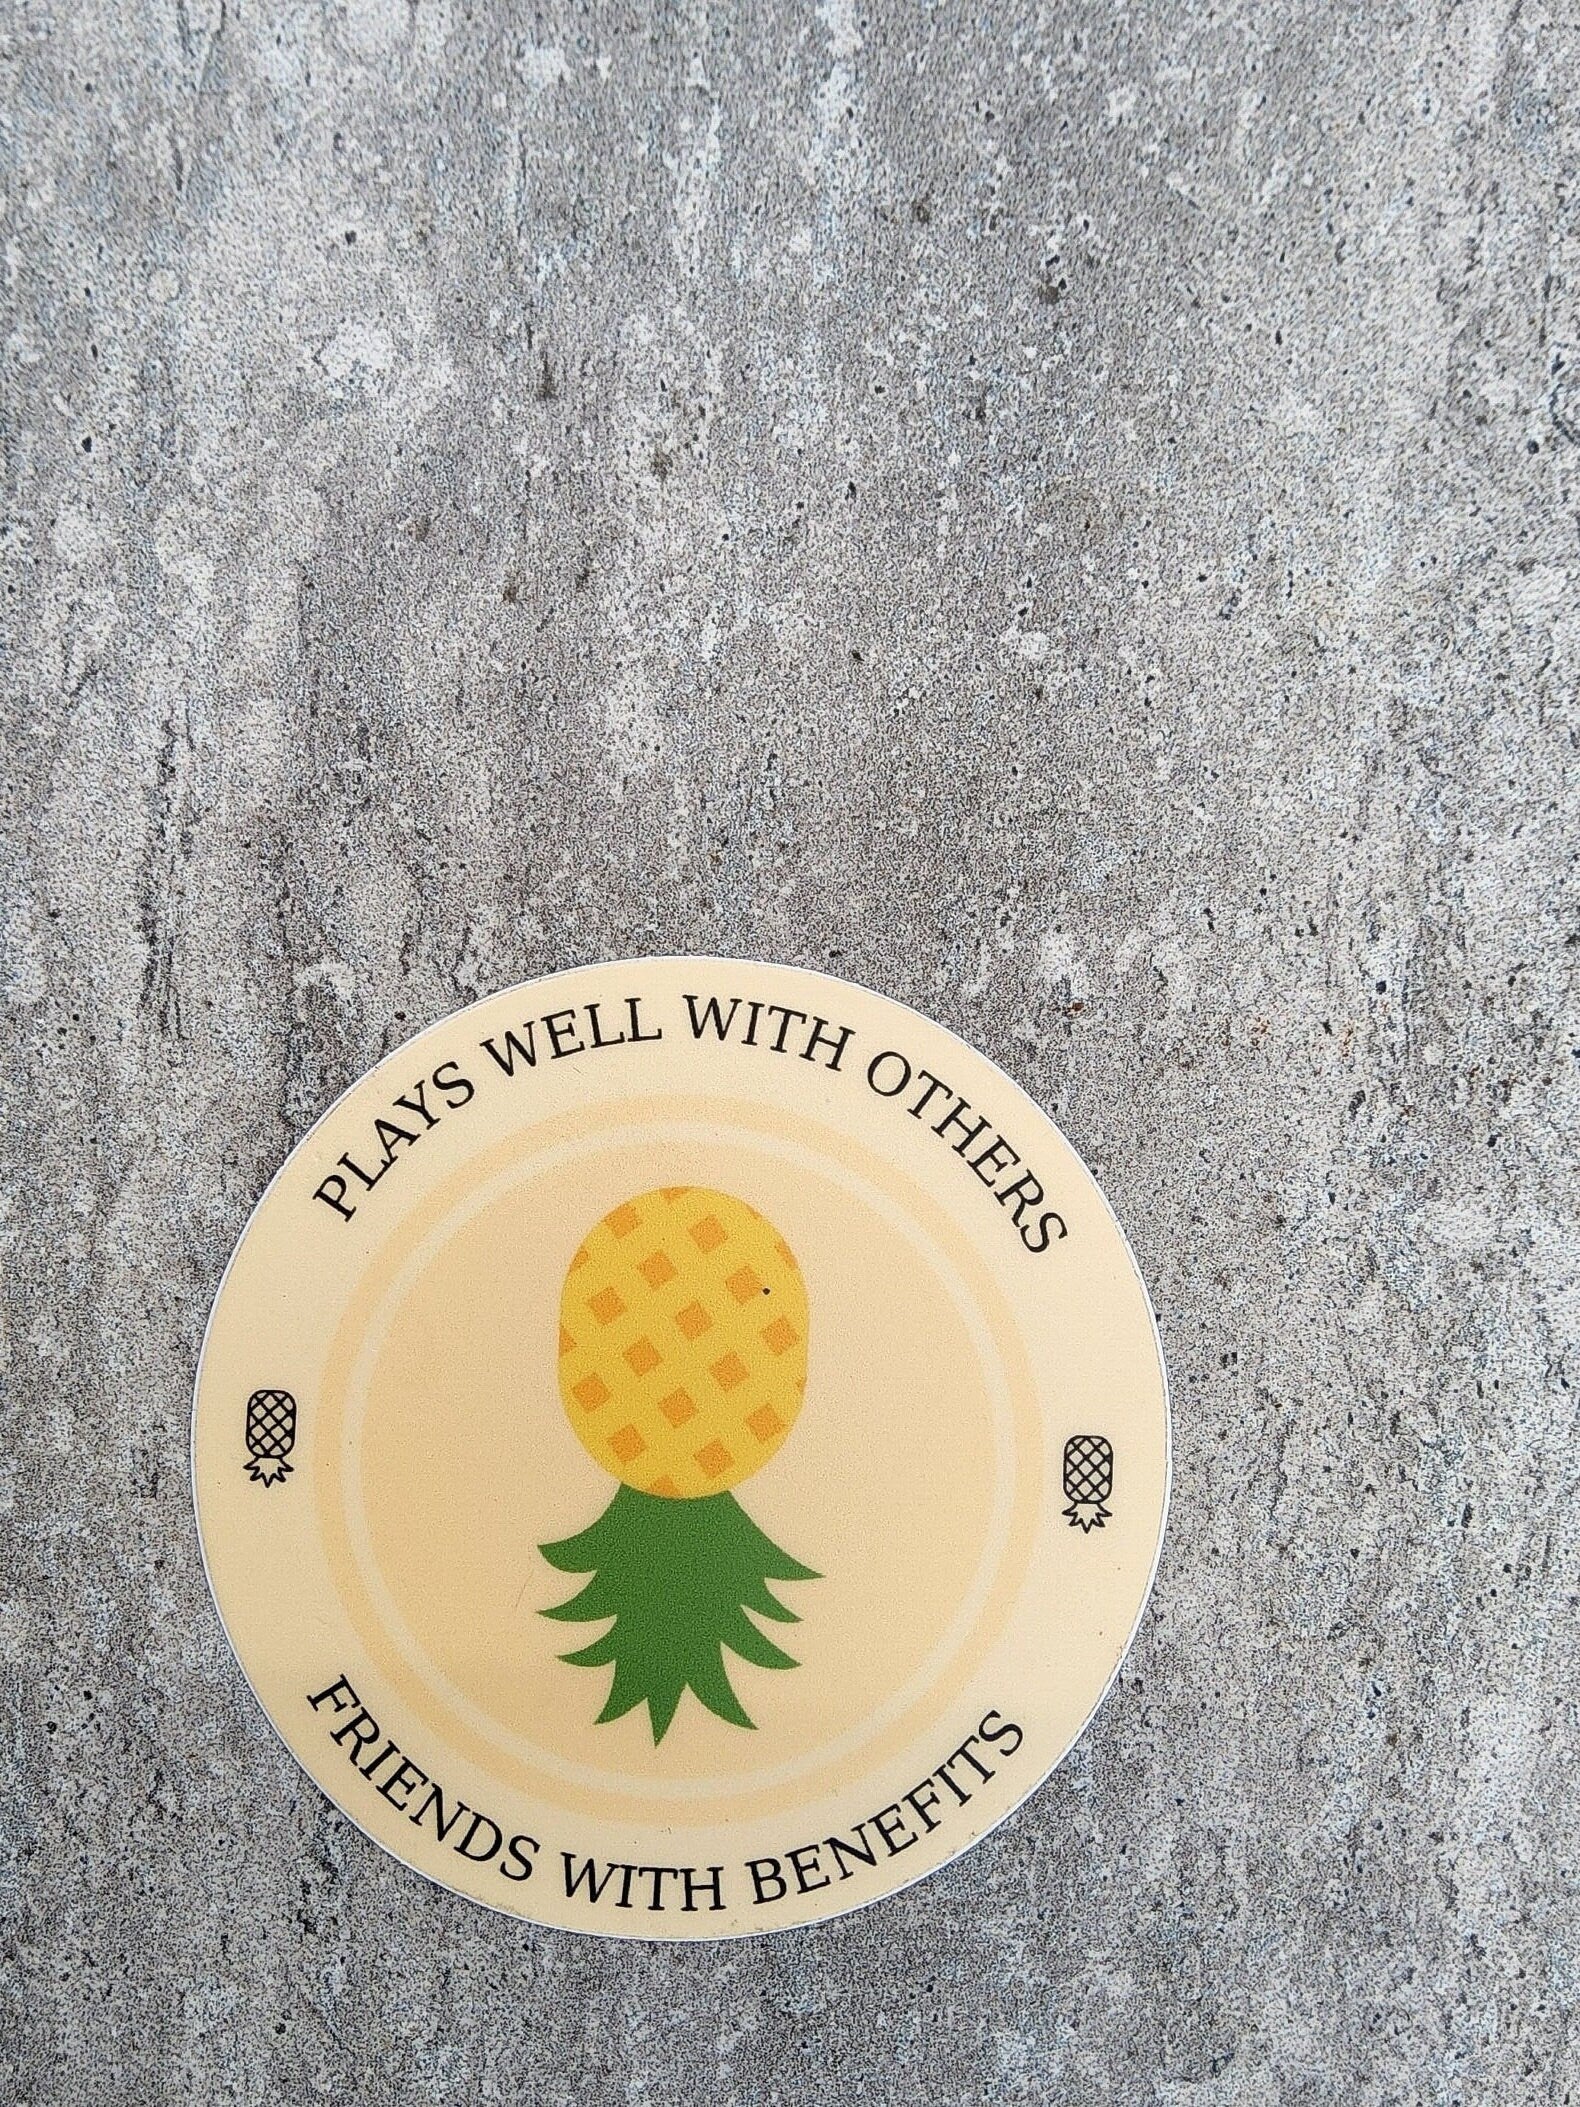 PLAYS WELL WITH OTHERS
FRIENDS WITH BENEFITS